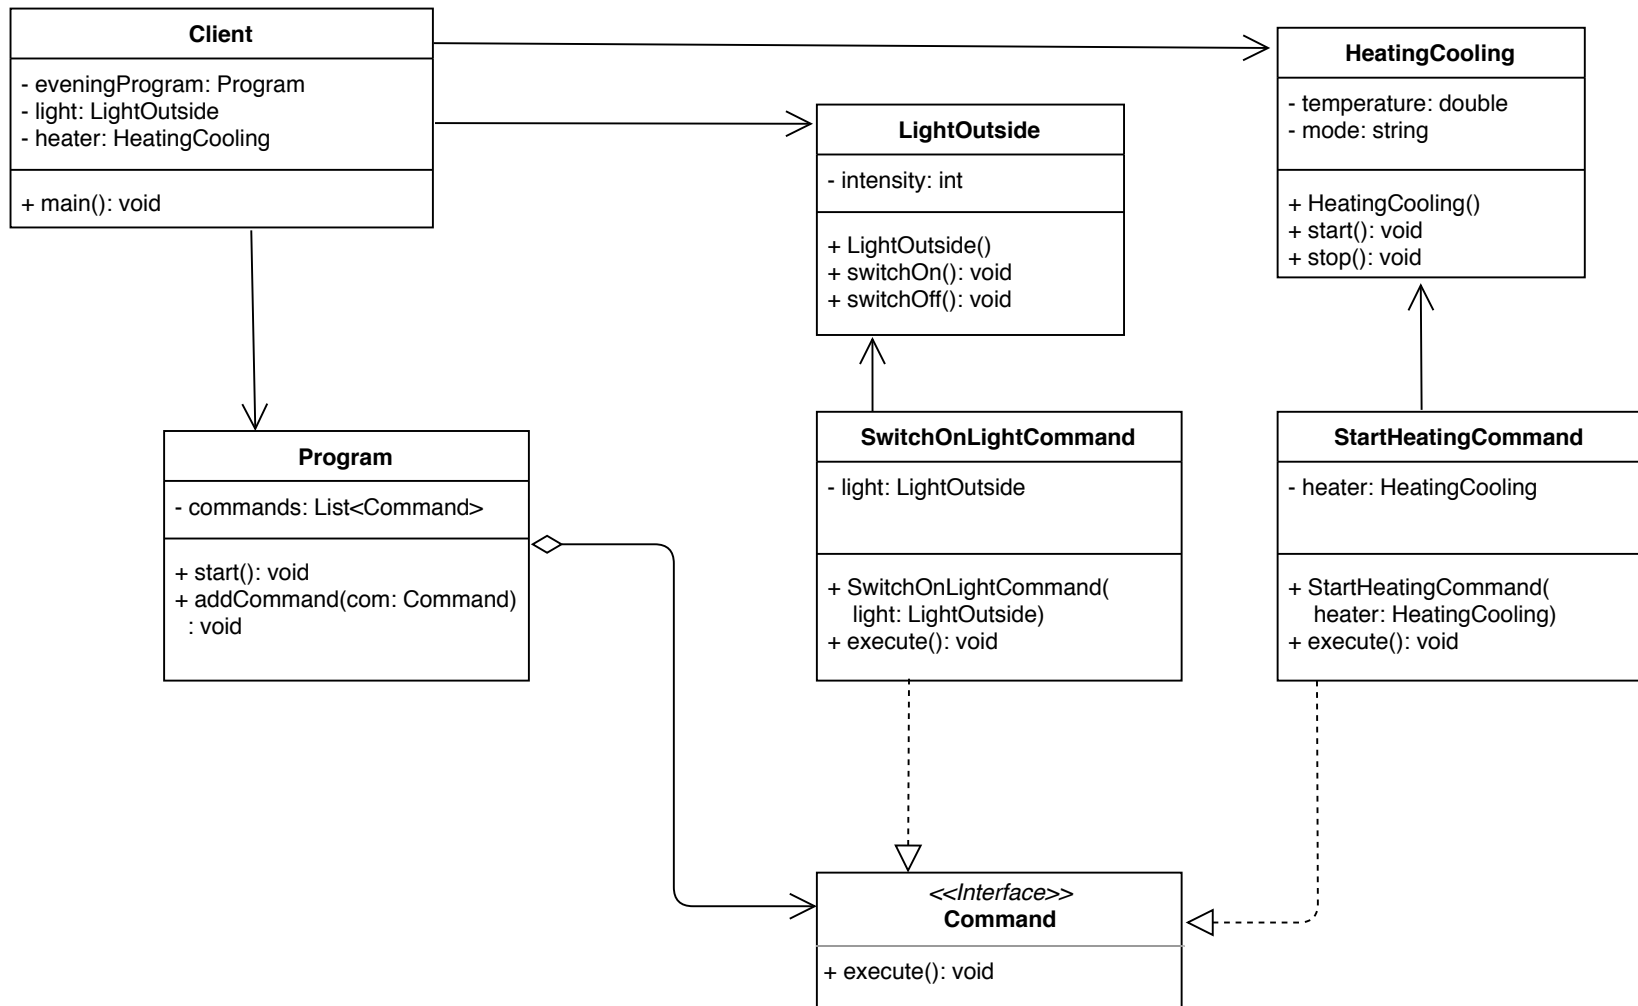 Client
- eveningProgram: Program
- light: LightOutside
- heater: HeatingCooling
+ main(): void
HeatingCooling
- temperature: double
- mode: string
+ HeatingCooling()
+ start(): void
+ stop(): void
LightOutside
- intensity: int
+ LightOutside()
+ switchOn(): void
+ switchOff(): void
Program
- commands: List<Command>
+ start(): void
+ addCommand(com: Command)
: void
SwitchOnLightCommand
- light: LightOutside
+ SwitchOnLightCommand(
light: LightOutside)
+ execute(): void
StartHeatingCommand
- heater: HeatingCooling
+ StartHeatingCommand(
heater: HeatingCooling)
+ execute(): void
<<Interface>>
Command
+ execute(): void